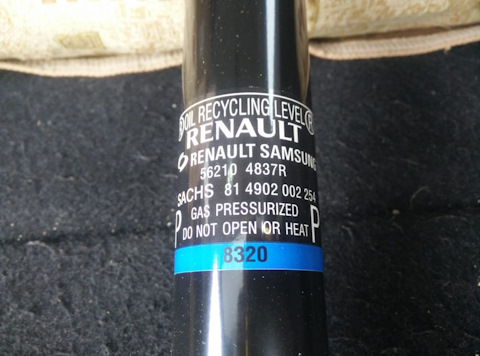 OIL RECYCLING LEVEL
RENAULT
RENAULT SAMSUNG
56210 4837R
SACHS 81 4902 002 254
GAS PRESSURIZED
P DO NOT OPEN OR HEAT P
8320